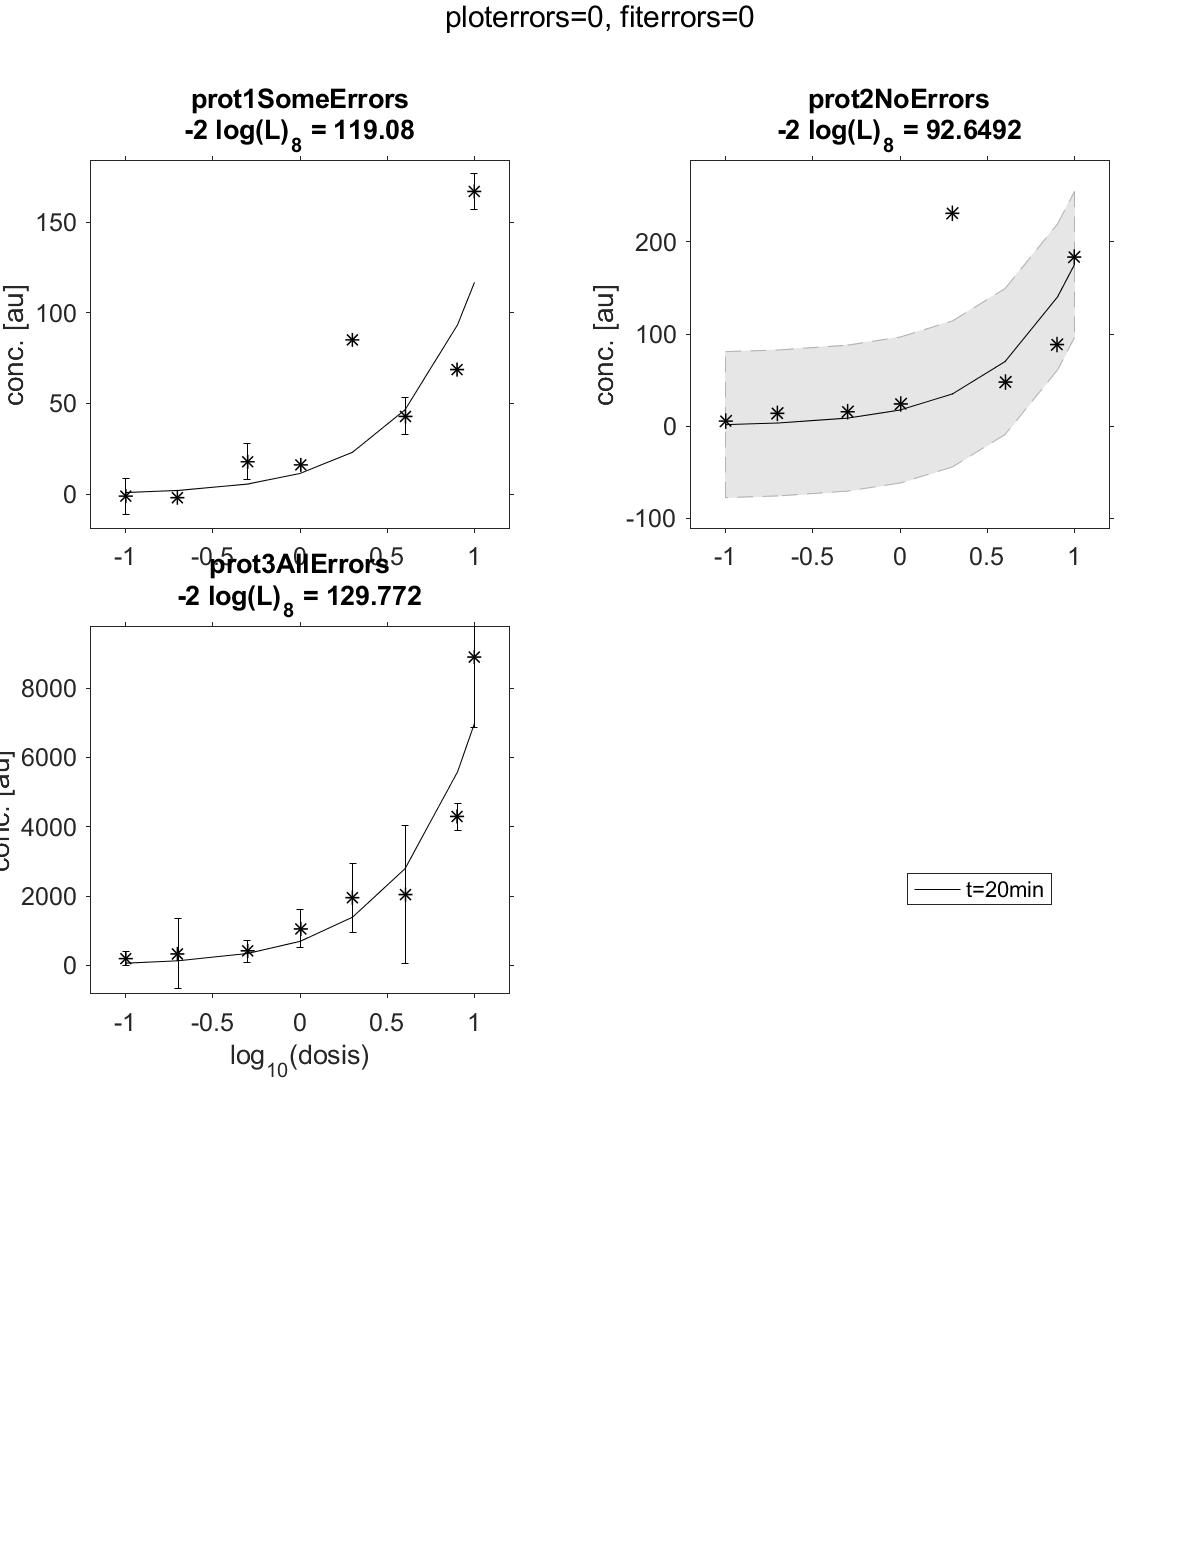 ploterrors=0, fiterrors=0
prot1SomeErrors
-2 log(L)8 = 119.08
150
100
50
0
conc. [au]
-1 -0.5 0 0.5 1
prot2NoErrors
-2 log(L)8 = 92.6492
200
100
0
-100
conc. [au]
-1 -0.5 0 0.5 1
prot3AllErrors
-2 log(L)8 = 129.772
8000
6000
4000
2000
0
conc. [au]
-1 -0.5 0 0.5 1
log10(dosis)
t=20min